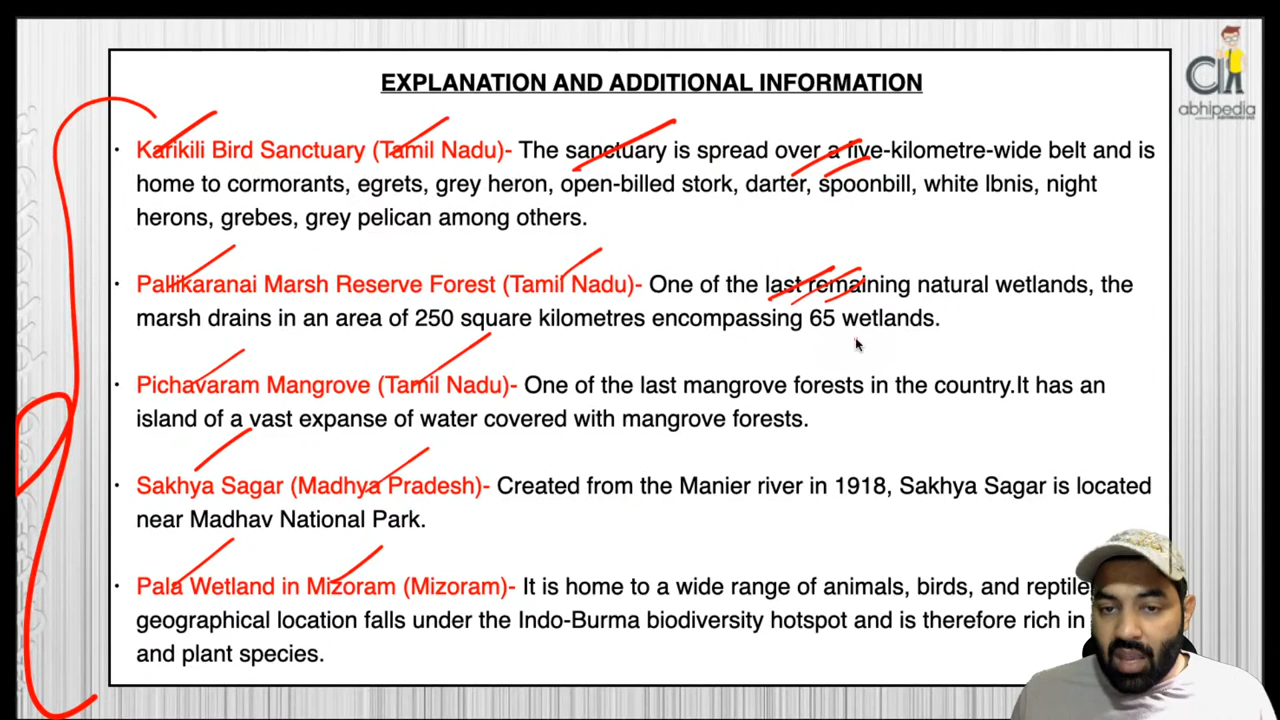 EXPLANATION AND ADDITIONAL INFORMATION
abhipedia
· Karikili Bird Sanctuary (Tamil Nadu)- The sanctuary is spread over a five-kilometre-wide belt and is
home to cormorants, egrets, grey heron, open-billed stork, darter, spoonbill, white lbnis, night
herons, grebes, grey pelican among others.
· Pallikaranai Marsh Reserve Forest (Tamil Nadu)- One of the last remaining natural wetlands, the
marsh drains in an area of 250 square kilometres encompassing 65 wetlands.
· Pichavaram Mangrove (Tamil Nadu)- One of the last mangrove forests in the country.It has an
island of a vast expanse of water covered with mangrove forests.
· Sakhya Sagar (Madhya Pradesh)- Created from the Manier river in 1918, Sakhya Sagar is located
near Madhav National Park.
· Pala Wetland in Mizoram (Mizoram)- It is home to a wide range of animals, birds, and reptile
geographical location falls under the Indo-Burma biodiversity hotspot and is therefore rich in
and plant species.